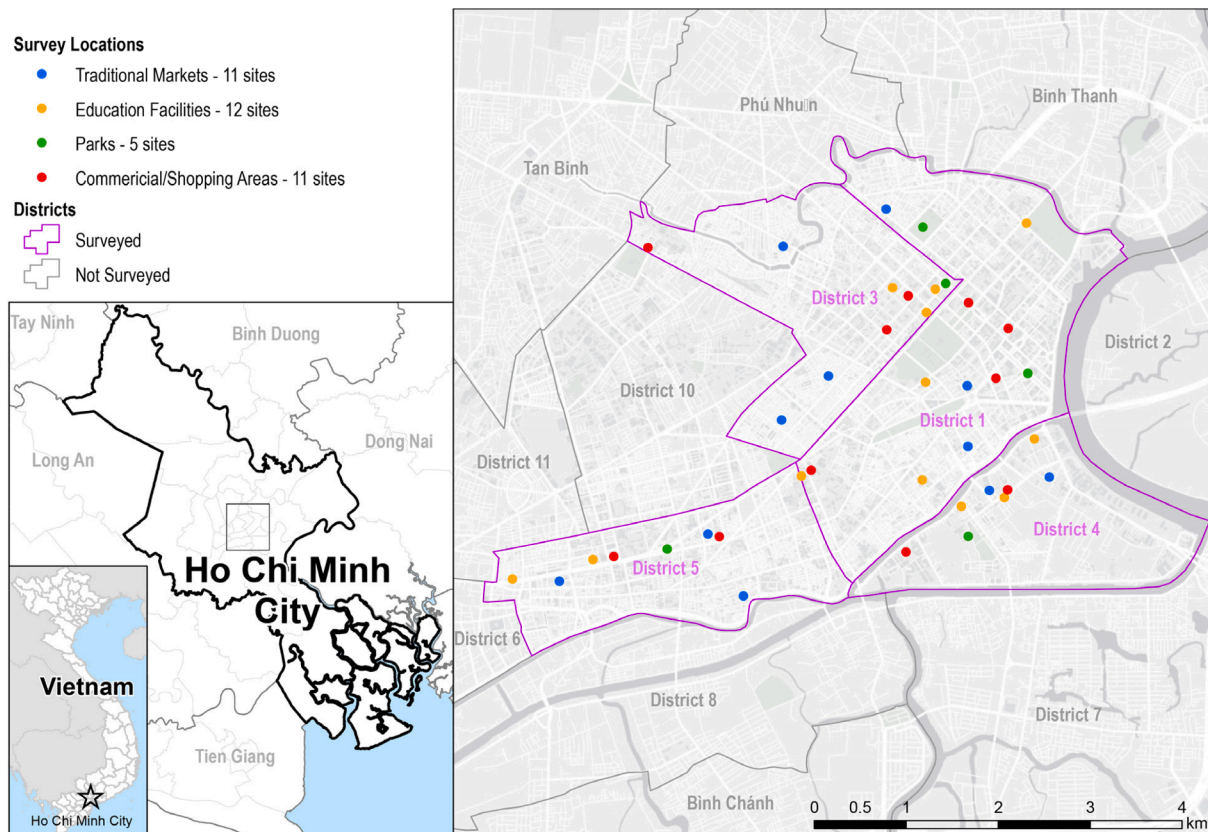 Survey Locations
Traditional Markets - 11 sites
Education Facilities - 12 sites
Parks - 5 sites
Commericial/Shopping Areas - 11 sites
Districts
Surveyed
Not Surveyed
Tay Ninh
Binh Duong
Long An
Dong Nai
Ho Chi Minh
City
Tien Giang
Vietnam
Ho Chi Minh City
Phú Nhu▯n
Binh Thanh
Tan Binh
District 3
District 2
District 10
District 1
District 11
District 4
District 5
District 6
District 8
District 7
Bình Chánh
0 0.5 1 2 3 4
km